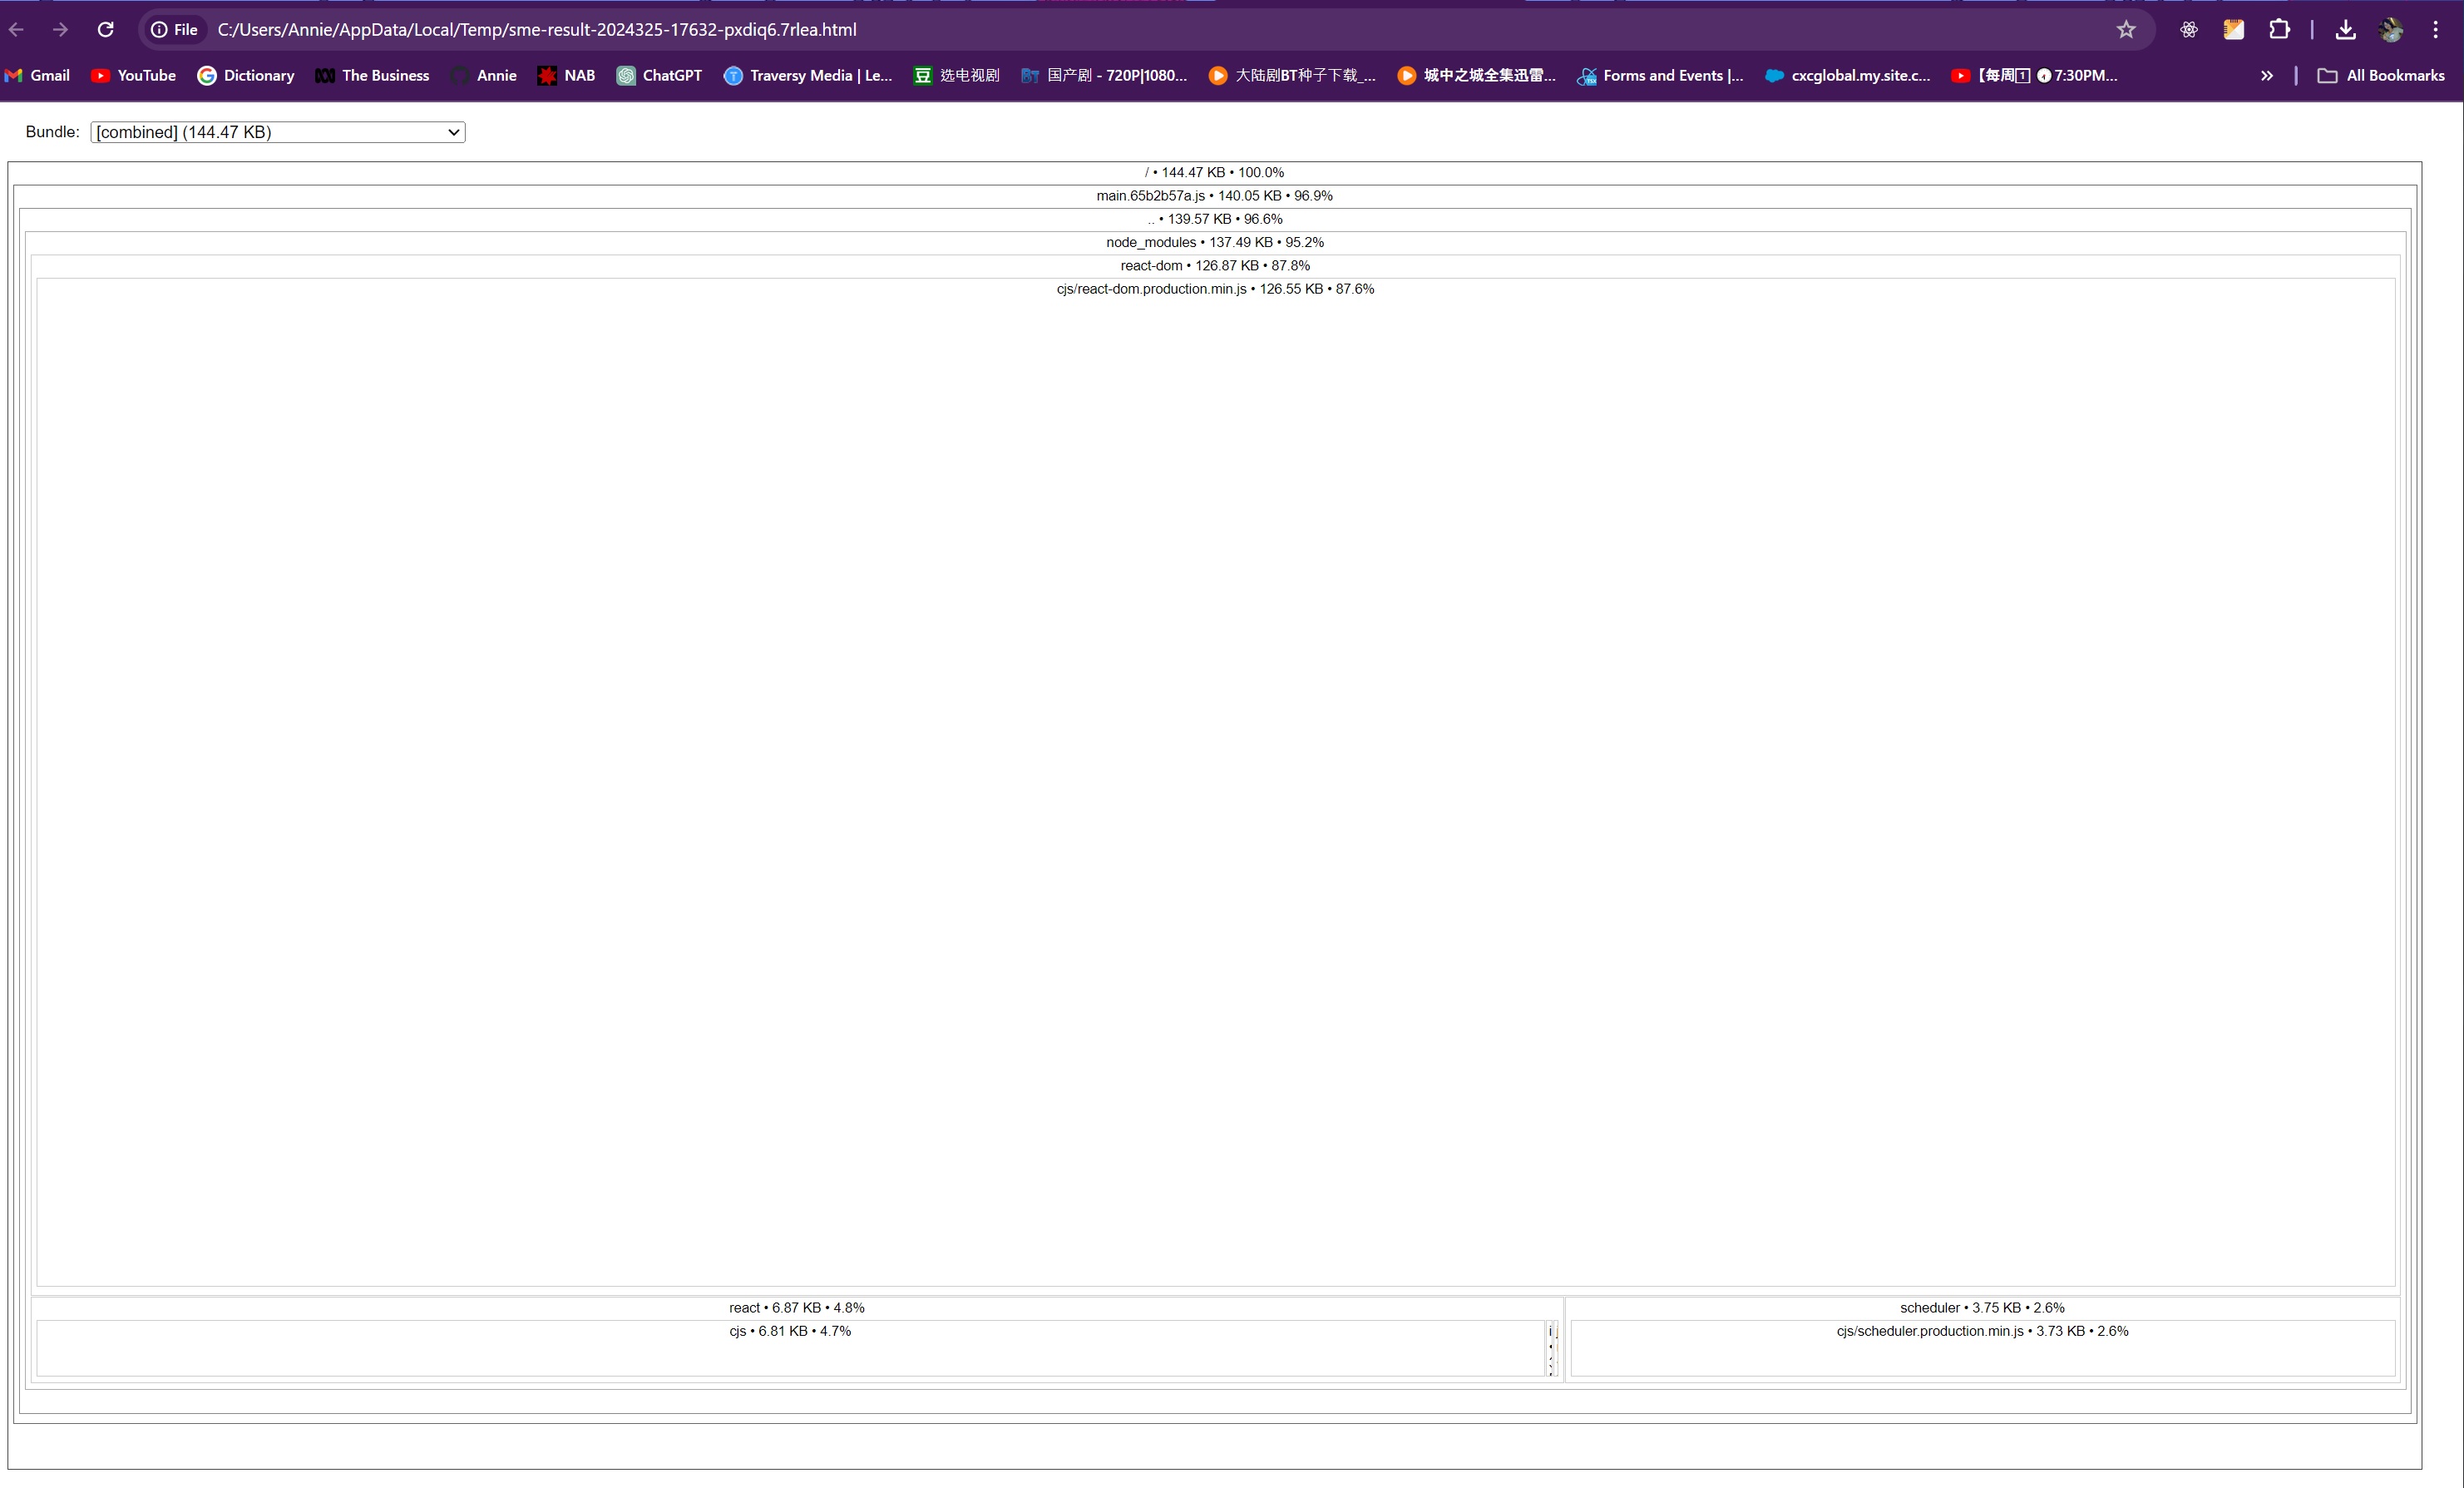 File C:/Users/Annie/AppData/Local/Temp/sme-result-2024325-17632-pxdiq6.7rlea.html
Gmail YouTube Dictionary The Business Annie NAB ChatGPT Traversy Media | Le... 选电视剧 国产剧 - 720P|1080... 大陆剧BT种子下载_... 城中之城全集迅雷... Forms and Events |... cxcglobal.my.site.c... 【每周1 7:30PM... » All Bookmarks
Bundle: [combined] (144.47 KB)
/ • 144.47 KB • 100.0%
main.65b2b57a.js • 140.05 KB • 96.9%
.. • 139.57 KB • 96.6%
node_modules • 137.49 KB • 95.2%
react-dom • 126.87 KB • 87.8%
cjs/react-dom.production.min.js • 126.55 KB • 87.6%
react • 6.87 KB • 4.8% scheduler • 3.75 KB • 2.6%
cjs • 6.81 KB • 4.7% cjs/scheduler.production.min.js • 3.73 KB • 2.6%